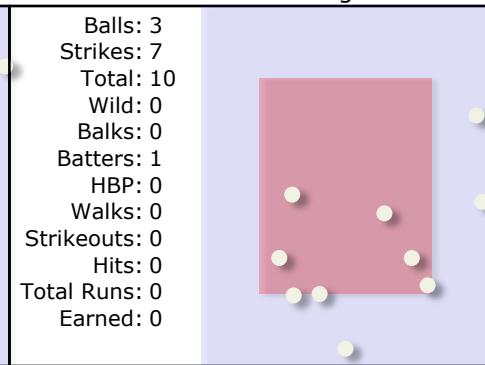 Balls: 3
Strikes: 7
Total: 10
Wild: 0
Balks: 0
Batters: 1
HBP: 0
Walks: 0
Strikeouts: 0
Hits: 0
Total Runs: 0
Earned: 0